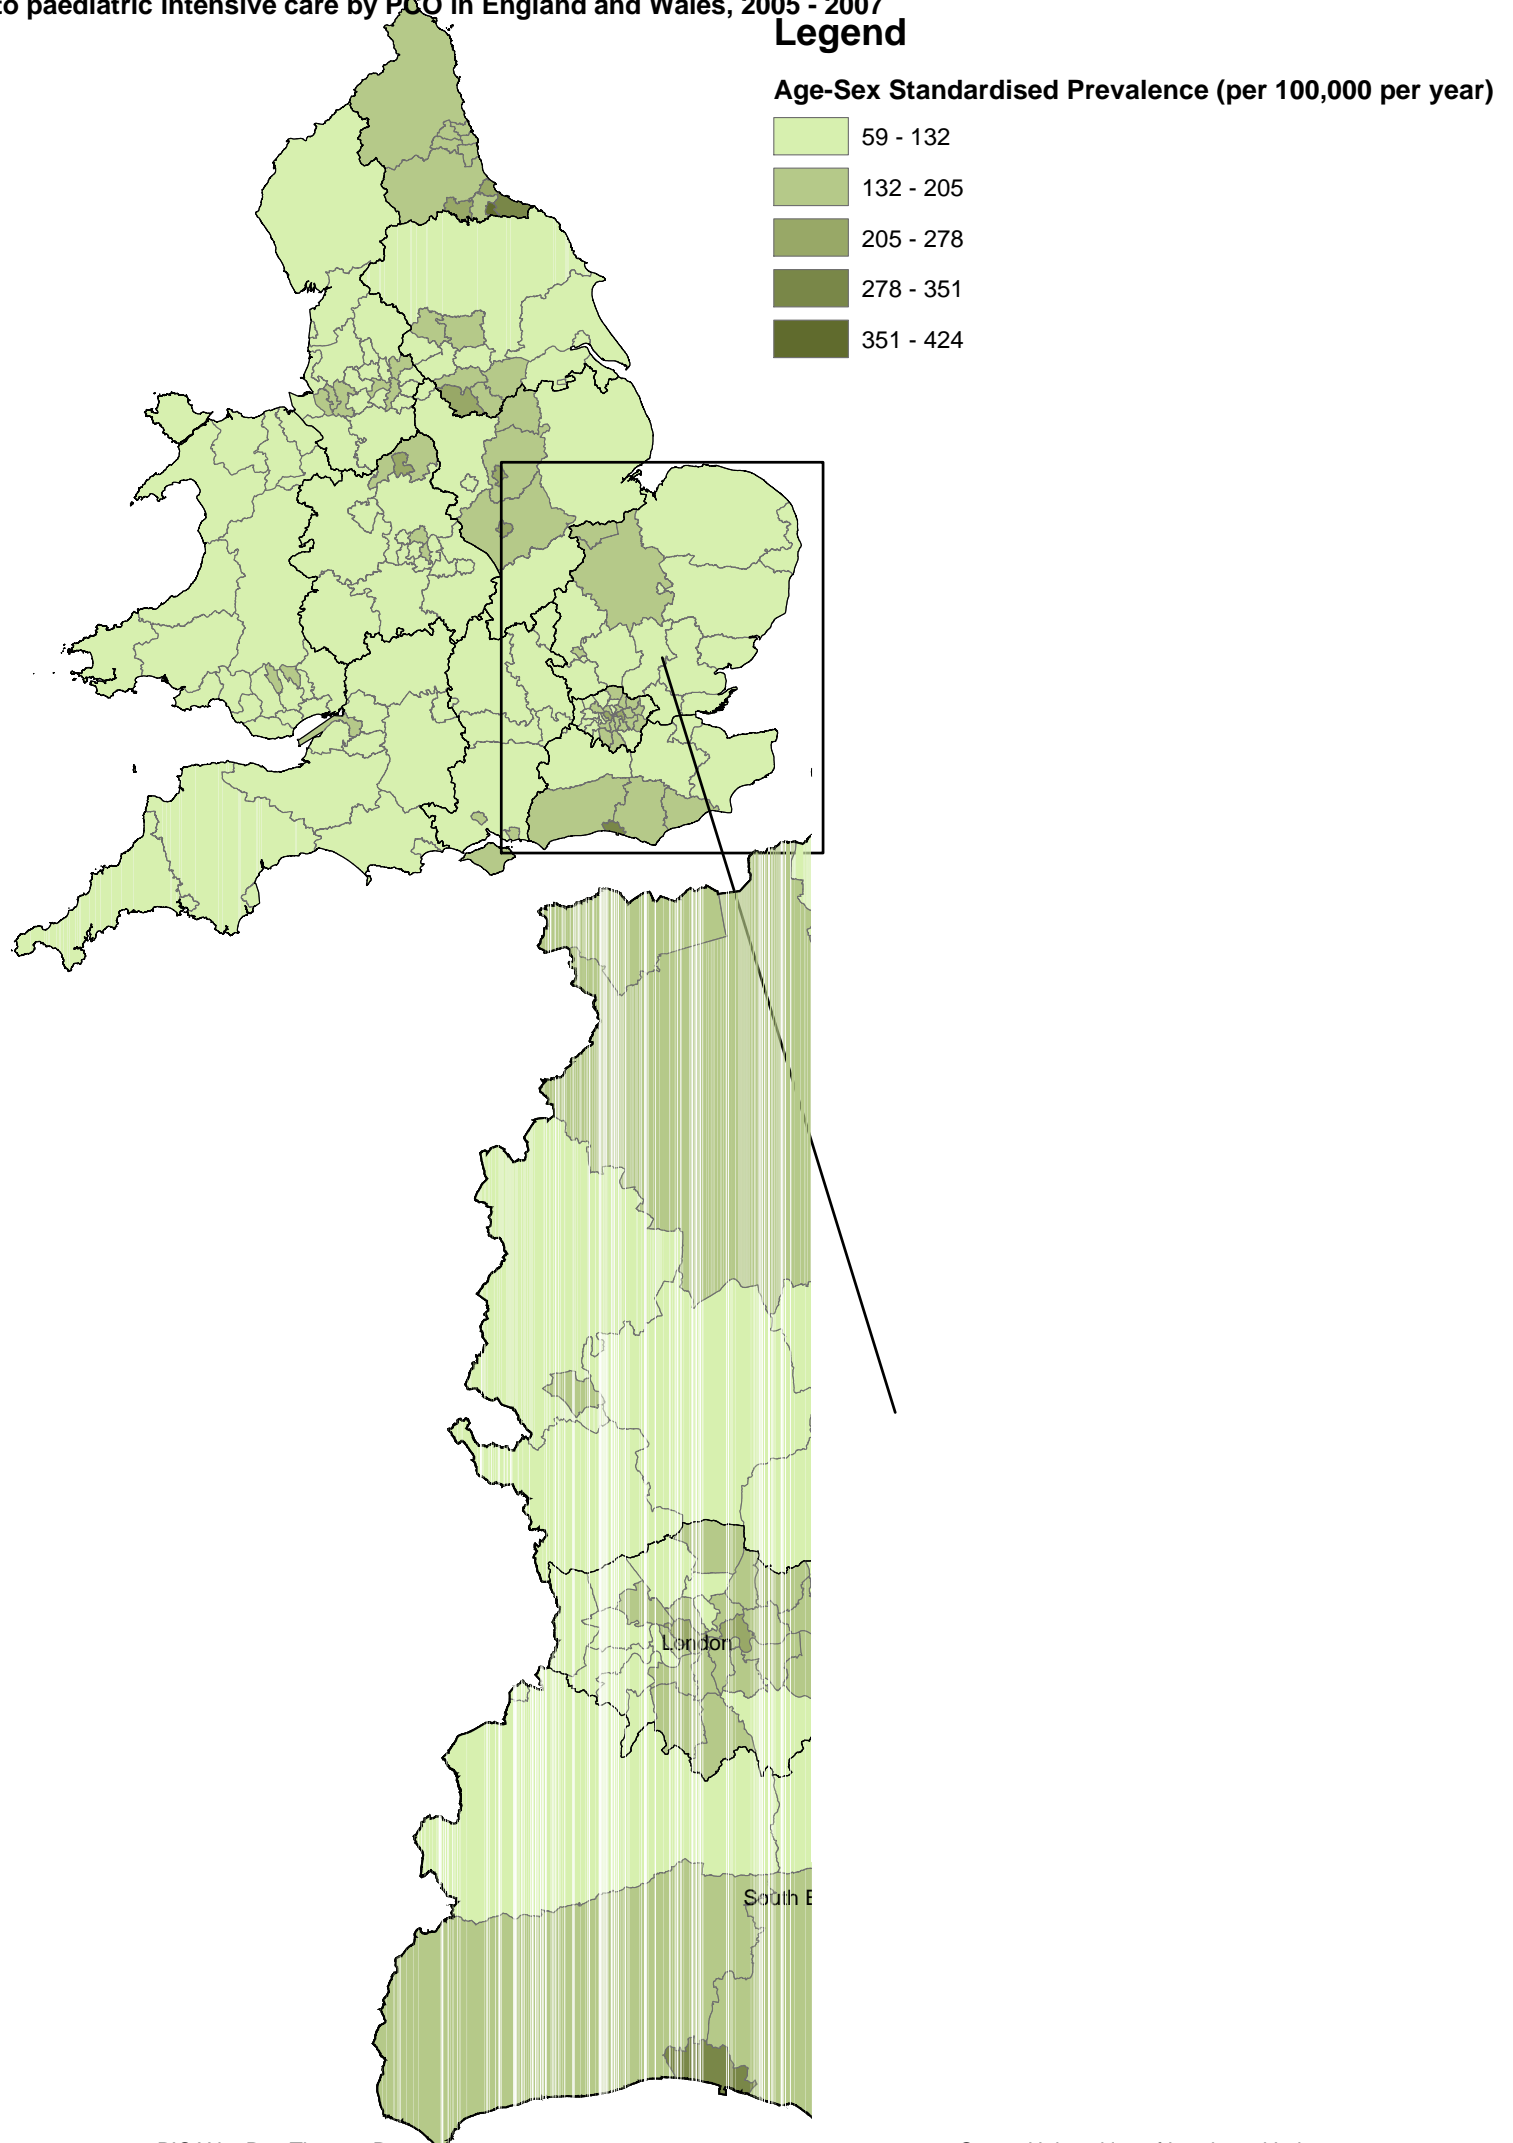 to paediatric intensive care by PCO in England and Wales, 2005 - 2007
Legend
Age-Sex Standardised Prevalence (per 100,000 per year)
59 - 132
132 - 205
205 - 278
278 - 351
351 - 424
London
South E